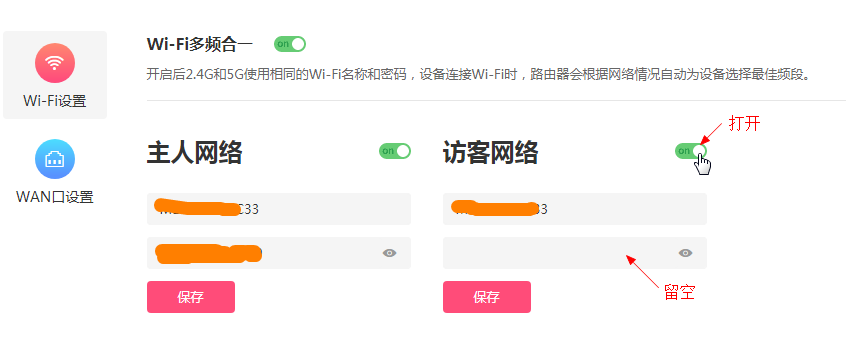 Wi-Fi多频合一
开启后2.4G和5G使用相同的Wi-Fi名称和密码，设备连接Wi-Fi时，路由器会根据网络情况自动为设备选择最佳频段。
Wi-Fi设置
WAN口设置
主人网络
on
访客网络
on
打开
C33
33
保存
保存
留空